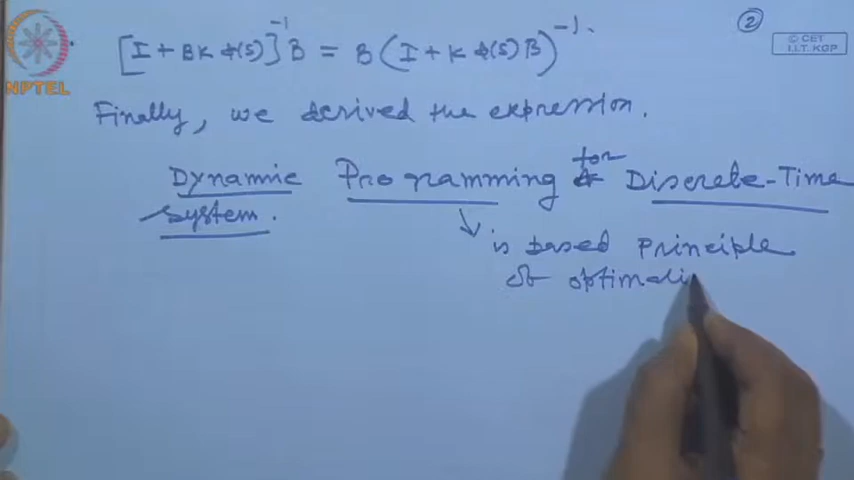 ②
© CET
I.I.T. KGP
[I + BK Φ(s)]⁻¹ B = B (I + K Φ(s) B)⁻¹.
NPTEL
Finally, we derived the expression.
Dynamic Programming for Discrete-Time
System.
↓ is based principle
of optimali